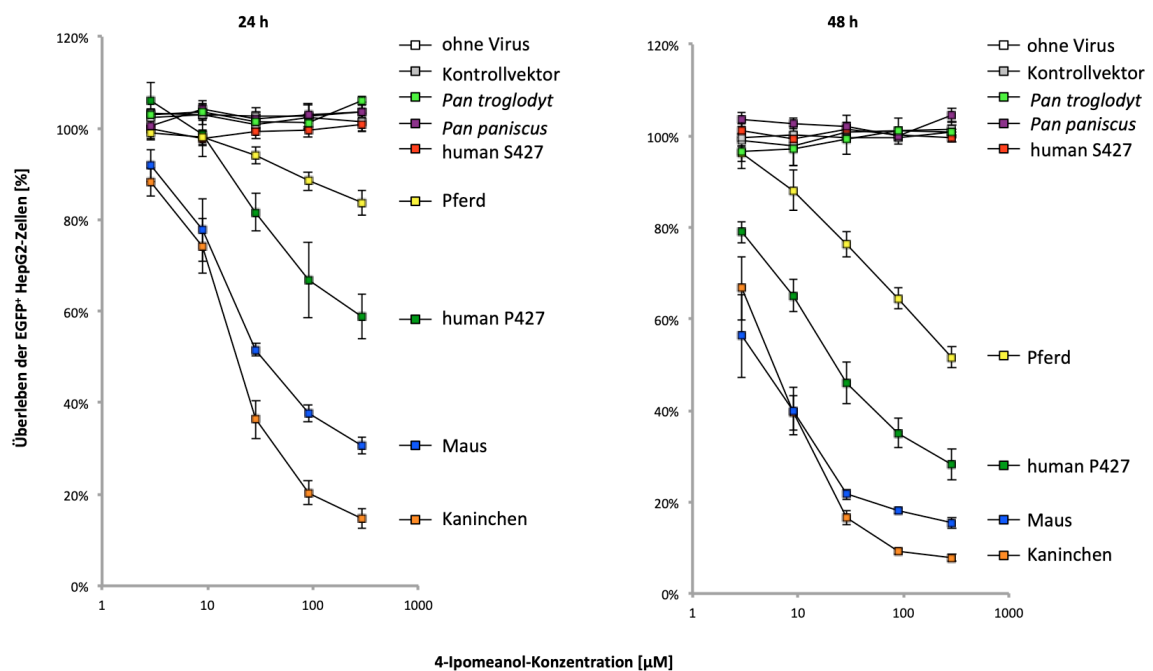 24 h
48 h
Überleben der EGFP⁺ HepG2-Zellen [%]
120%
100%
80%
60%
40%
20%
0%
1
10
100
1000
ohne Virus
Kontrollvektor
Pan troglodyt
Pan paniscus
human S427
Pferd
human P427
Maus
Kaninchen
120%
100%
80%
60%
40%
20%
0%
1
10
100
1000
ohne Virus
Kontrollvektor
Pan troglodyt
Pan paniscus
human S427
Pferd
human P427
Maus
Kaninchen
4-Ipomeanol-Konzentration [µM]